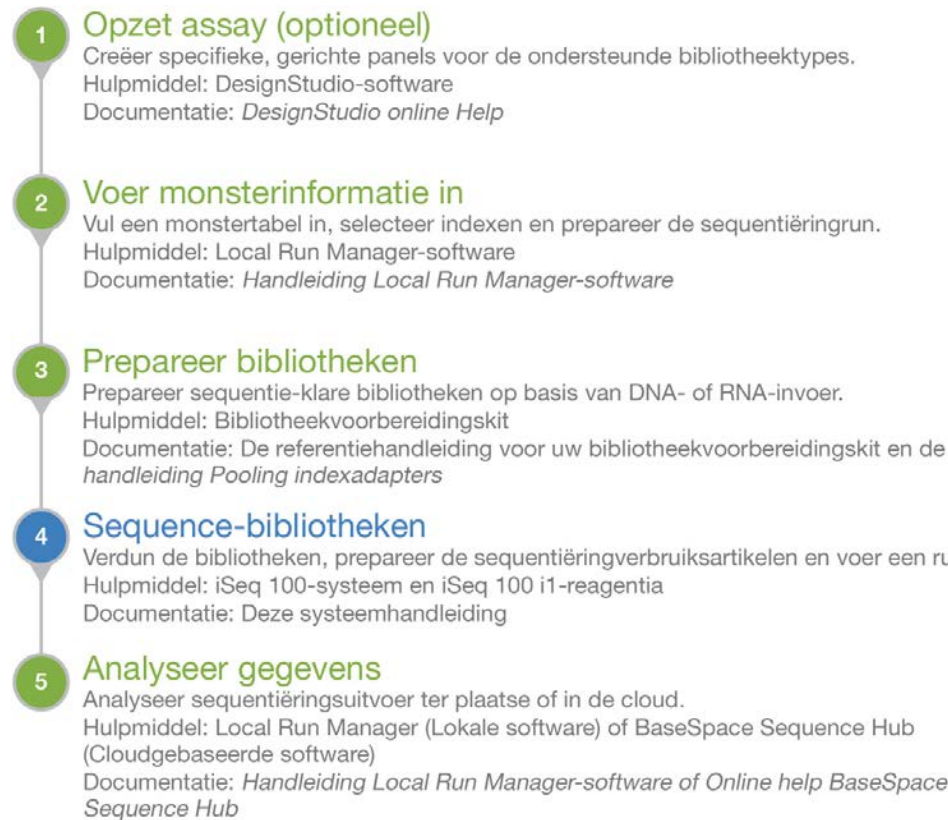 1
Opzet assay (optioneel)
Creëer specifieke, gerichte panels voor de ondersteunde bibliotheektypes.
Hulpmiddel: DesignStudio-software
Documentatie: DesignStudio online Help
2
Voer monsterinformatie in
Vul een monstertabel in, selecteer indexen en prepareer de sequentiëringrun.
Hulpmiddel: Local Run Manager-software
Documentatie: Handleiding Local Run Manager-software
3
Prepareer bibliotheken
Prepareer sequentie-klare bibliotheken op basis van DNA- of RNA-invoer.
Hulpmiddel: Bibliotheekvoorbereidingskit
Documentatie: De referentiehandleiding voor uw bibliotheekvoorbereidingskit en de
handleiding Pooling indexadapters
4
Sequence-bibliotheken
Verdun de bibliotheken, prepareer de sequentiëringverbruiksartikelen en voer een
Hulpmiddel: iSeq 100-systeem en iSeq 100 i1-reagentia
Documentatie: Deze systeemhandleiding
5
Analyseer gegevens
Analyseer sequentiëringsuitvoer ter plaatse of in de cloud.
Hulpmiddel: Local Run Manager (Lokale software) of BaseSpace Sequence Hub
(Cloudgebaseerde software)
Documentatie: Handleiding Local Run Manager-software of Online help BaseSpace
Sequence Hub